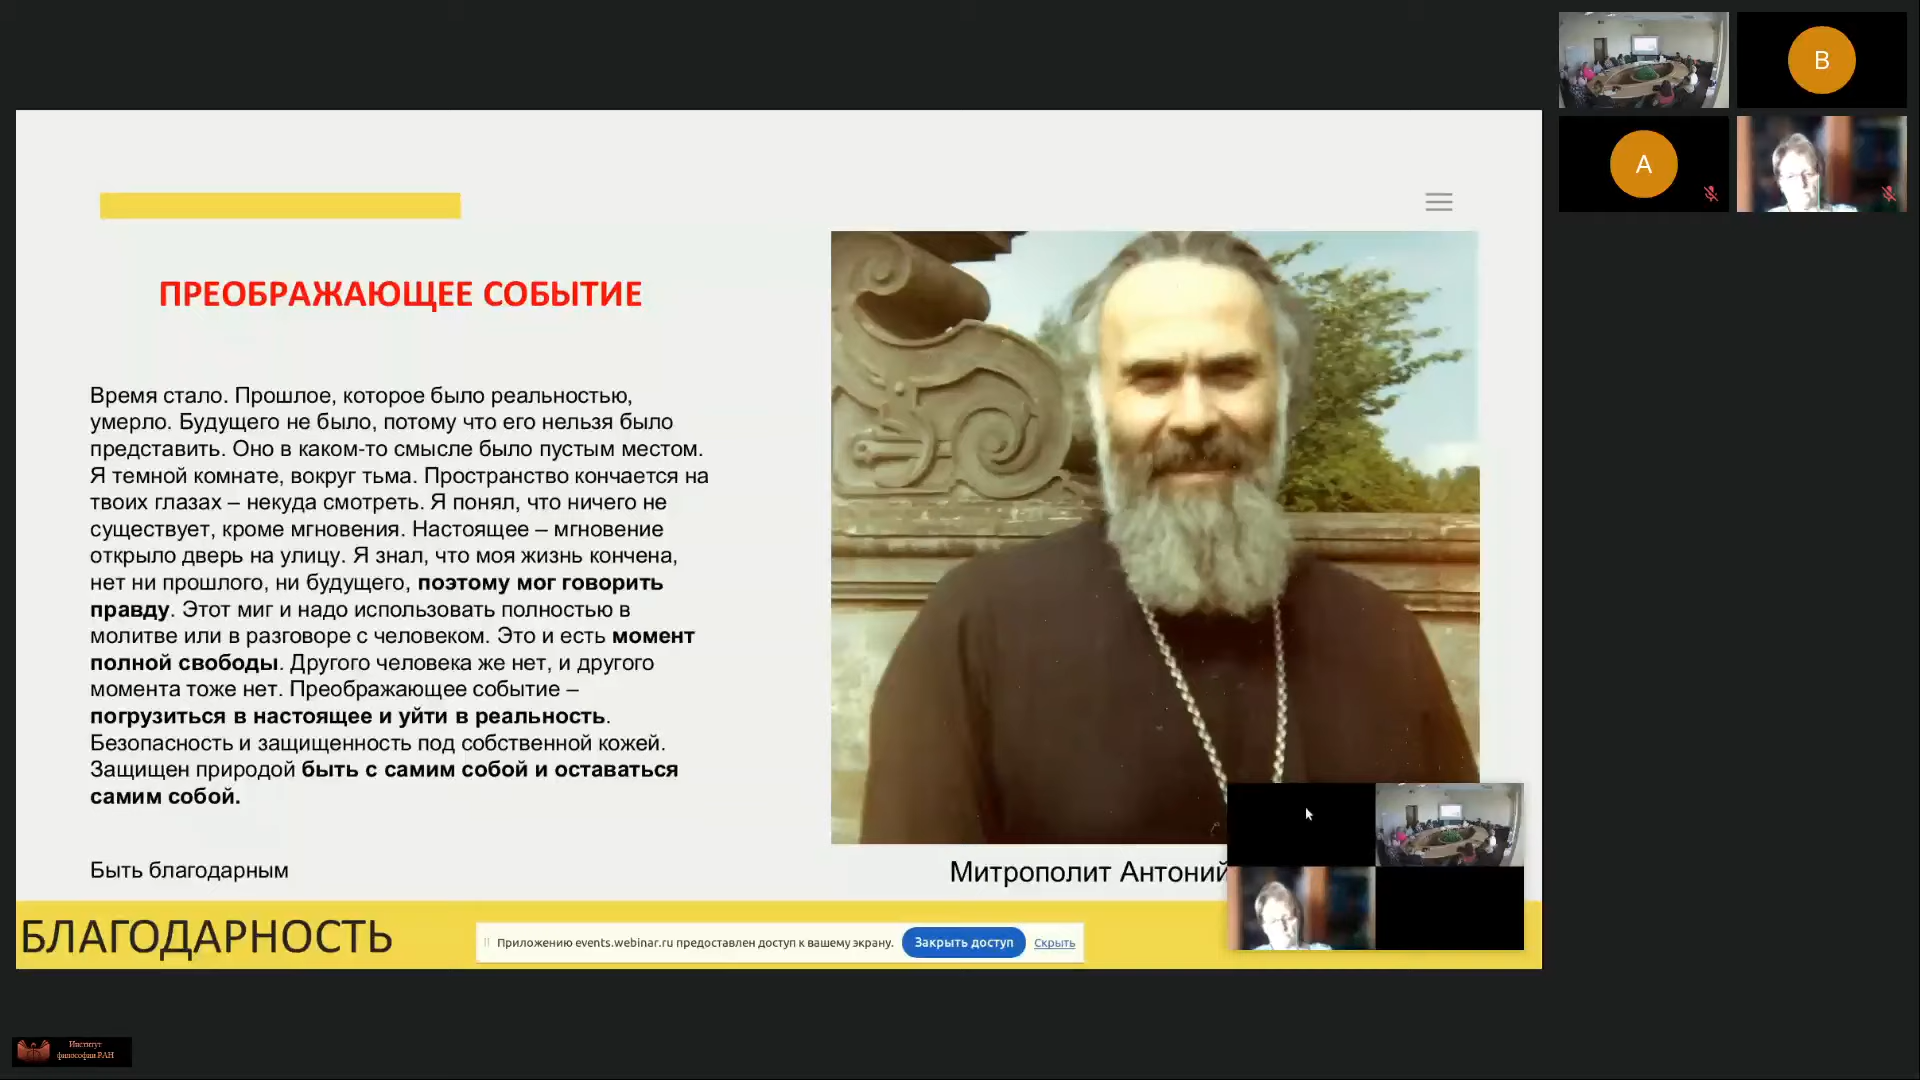 B
A
ПРЕОБРАЖАЮЩЕЕ СОБЫТИЕ
Время стало. Прошлое, которое было реальностью,
умерло. Будущего не было, потому что его нельзя было
представить. Оно в каком-то смысле было пустым местом.
Я темной комнате, вокруг тьма. Пространство кончается на
твоих глазах – некуда смотреть. Я понял, что ничего не
существует, кроме мгновения. Настоящее – мгновение
открыло дверь на улицу. Я знал, что моя жизнь кончена,
нет ни прошлого, ни будущего, поэтому мог говорить
правду. Этот миг и надо использовать полностью в
молитве или в разговоре с человеком. Это и есть момент
полной свободы. Другого человека же нет, и другого
момента тоже нет. Преображающее событие –
погрузиться в настоящее и уйти в реальность.
Безопасность и защищенность под собственной кожей.
Защищен природой быть с самим собой и оставаться
самим собой.
Быть благодарным
Митрополит Антоний
БЛАГОДАРНОСТЬ
Приложению events.webinar.ru предоставлен доступ к вашему экрану.
Закрыть доступ
Скрыть
Институт
философии РАН